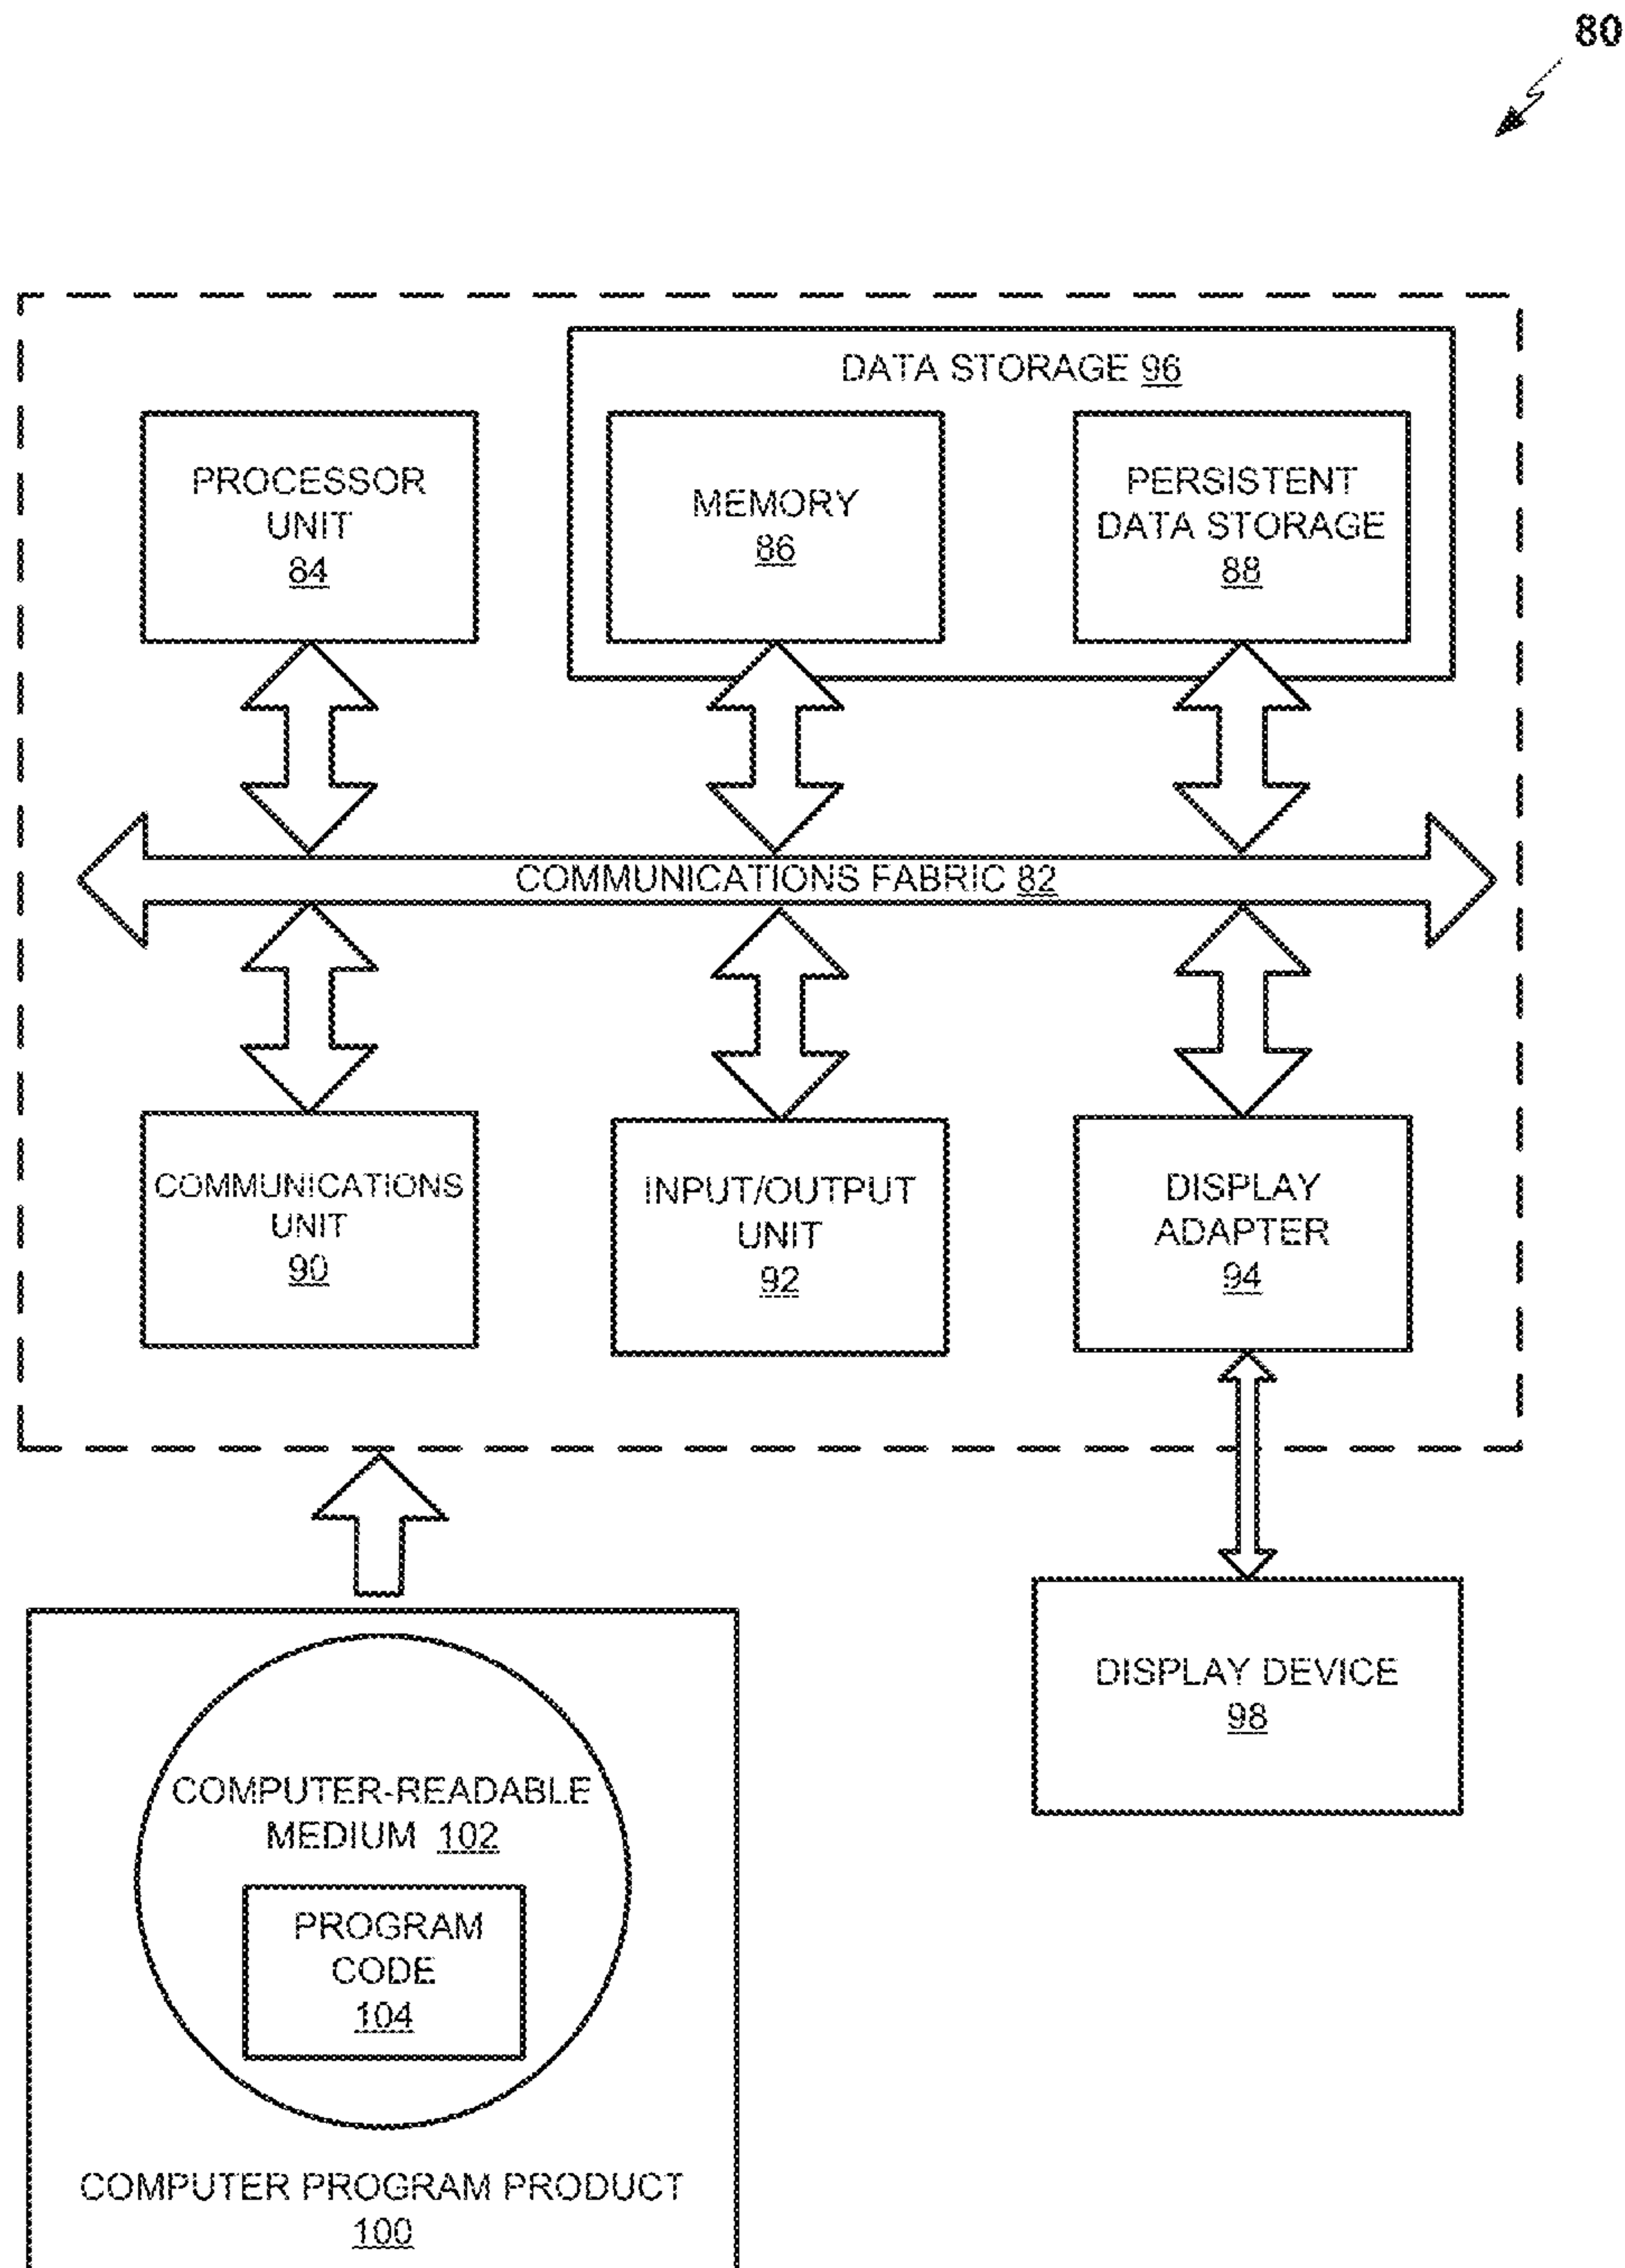 80
DATA STORAGE 96
PROCESSOR
UNIT
84
MEMORY
86
PERSISTENT
DATA STORAGE
88
COMMUNICATIONS FABRIC 82
COMMUNICATIONS
UNIT
90
INPUT/OUTPUT
UNIT
92
DISPLAY
ADAPTER
94
DISPLAY DEVICE
98
COMPUTER-READABLE
MEDIUM 102
PROGRAM
CODE
104
COMPUTER PROGRAM PRODUCT
100